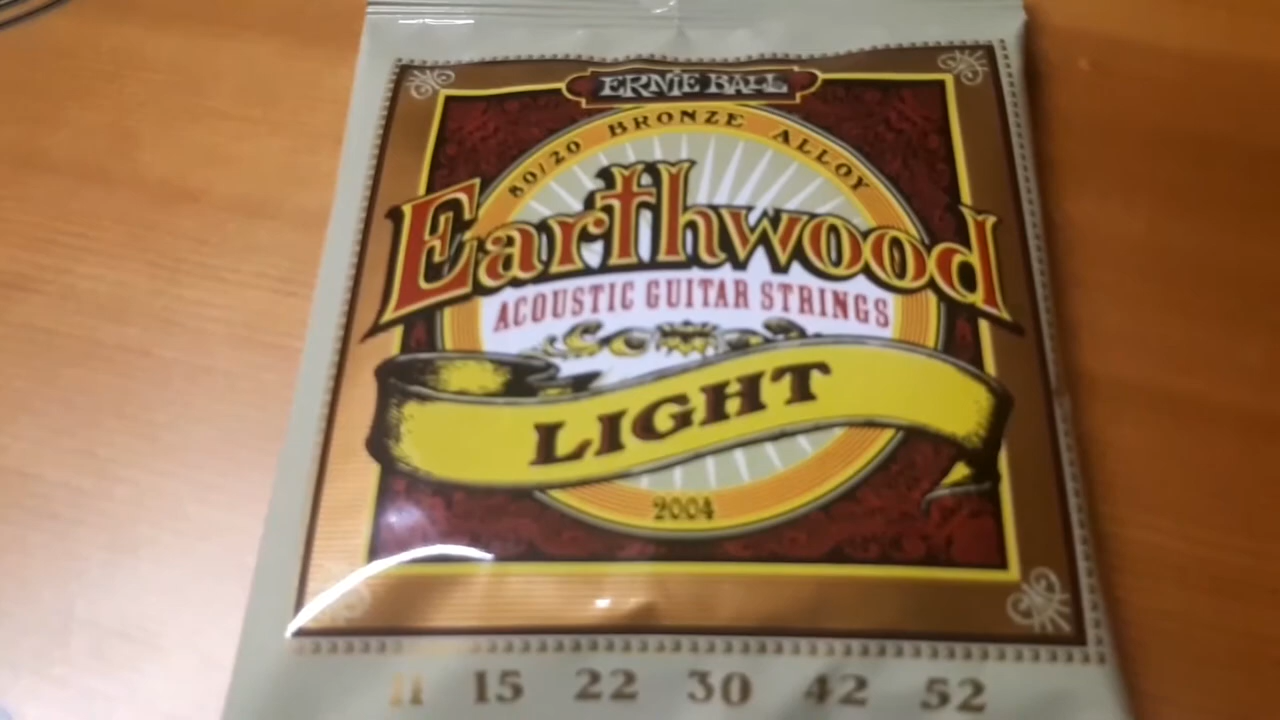 ERNIE BALL
80/20 BRONZE ALLOY
Earthwood
ACOUSTIC GUITAR STRINGS
LIGHT
2004
11 15 22 30 42 52